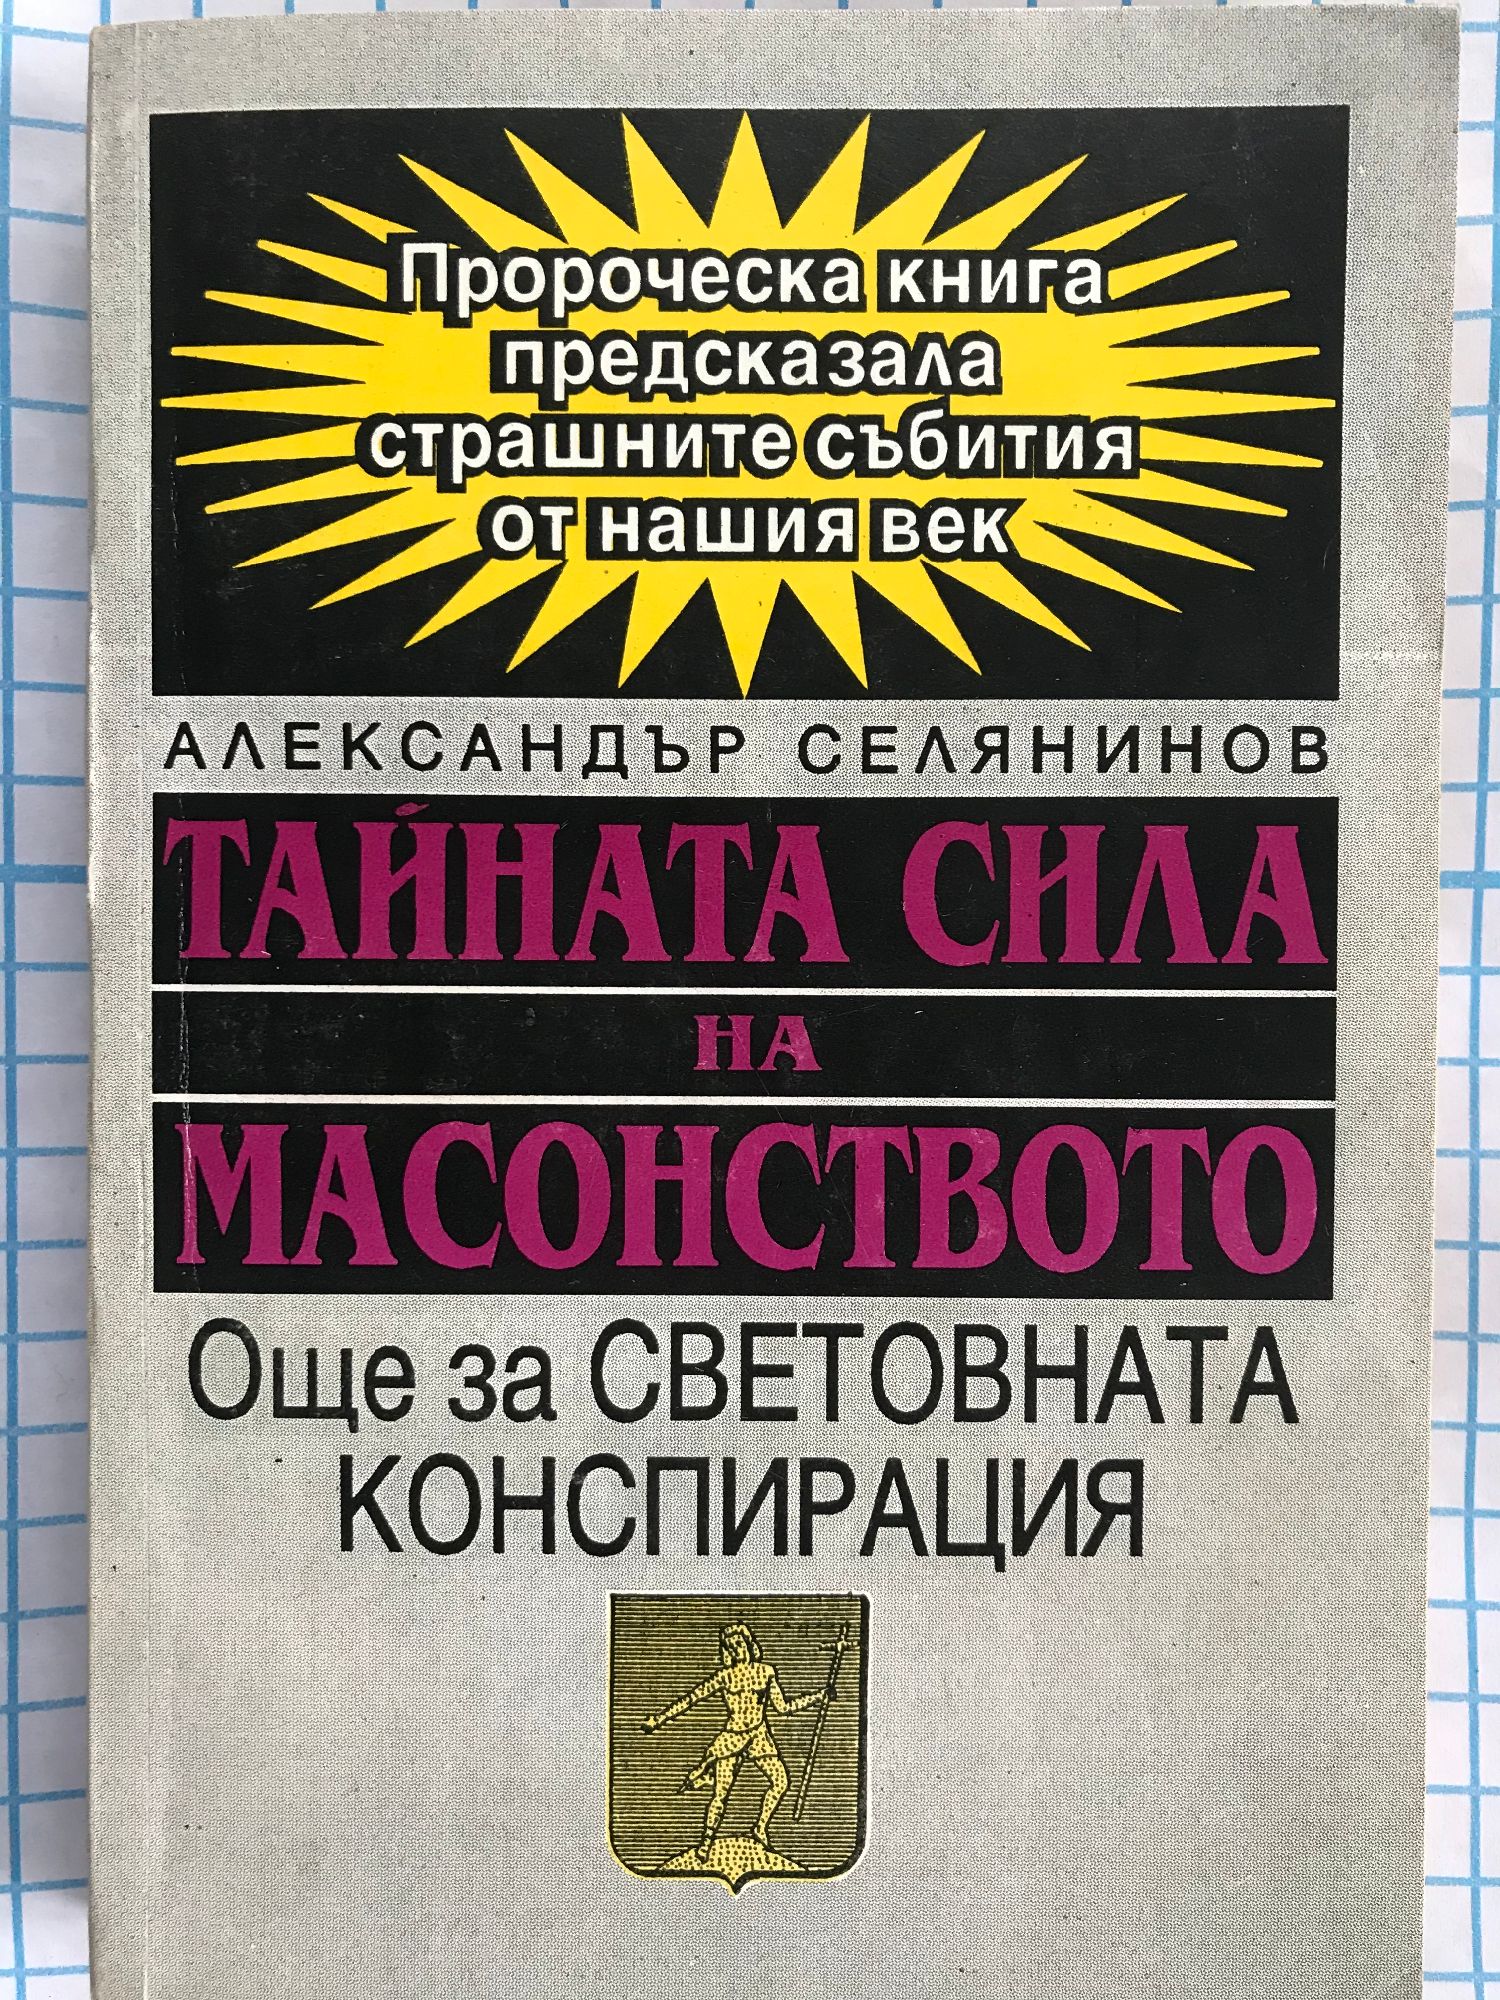 Пророческа книга
предсказала
страшните събития
от нашия век
АЛЕКСАНДЪР СЕЛЯНИНОВ
ТАЙНАТА СИЛА
НА
МАСОНСТВОТО
Още за СВЕТОВНАТА
КОНСПИРАЦИЯ